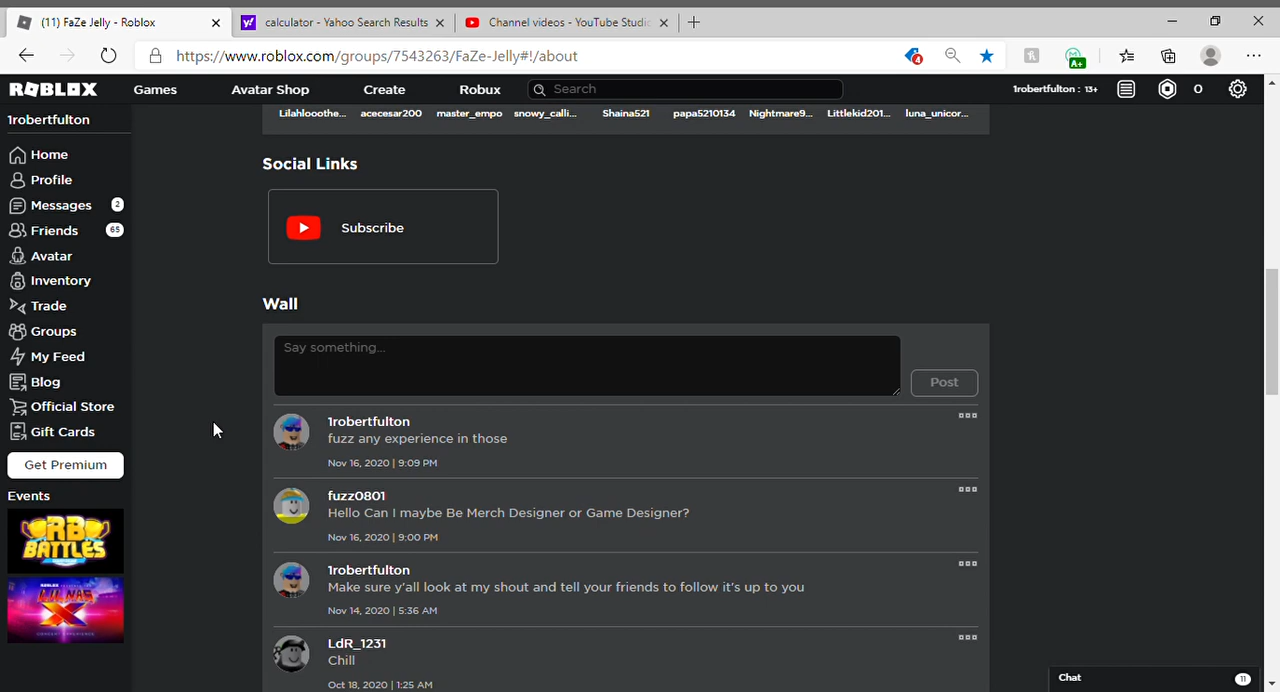 (11) FaZe Jelly - Roblox
calculator - Yahoo Search Results
Channel videos - YouTube Studio
https://www.roblox.com/groups/7543263/FaZe-Jelly#!/about
4
A+
ROBLOX
Games
Avatar Shop
Create
Robux
Search
1robertfulton : 13+
0
1robertfulton
Lilahlooothe...
acecesar200
master_empo
snowy_calli...
Shaina521
papa5210134
Nightmare9...
Littlekid201...
luna_unicor...
Home
Profile
Messages 2
Friends 65
Avatar
Inventory
Trade
Groups
My Feed
Blog
Official Store
Gift Cards
Get Premium
Events
RB BATTLES
LIL NAS X
Social Links
Subscribe
Wall
Say something...
Post
1robertfulton
fuzz any experience in those
Nov 16, 2020 | 9:09 PM
fuzz0801
Hello Can I maybe Be Merch Designer or Game Designer?
Nov 16, 2020 | 9:00 PM
1robertfulton
Make sure y'all look at my shout and tell your friends to follow it's up to you
Nov 14, 2020 | 5:36 AM
LdR_1231
Chill
Oct 18, 2020 | 1:25 AM
Chat 11